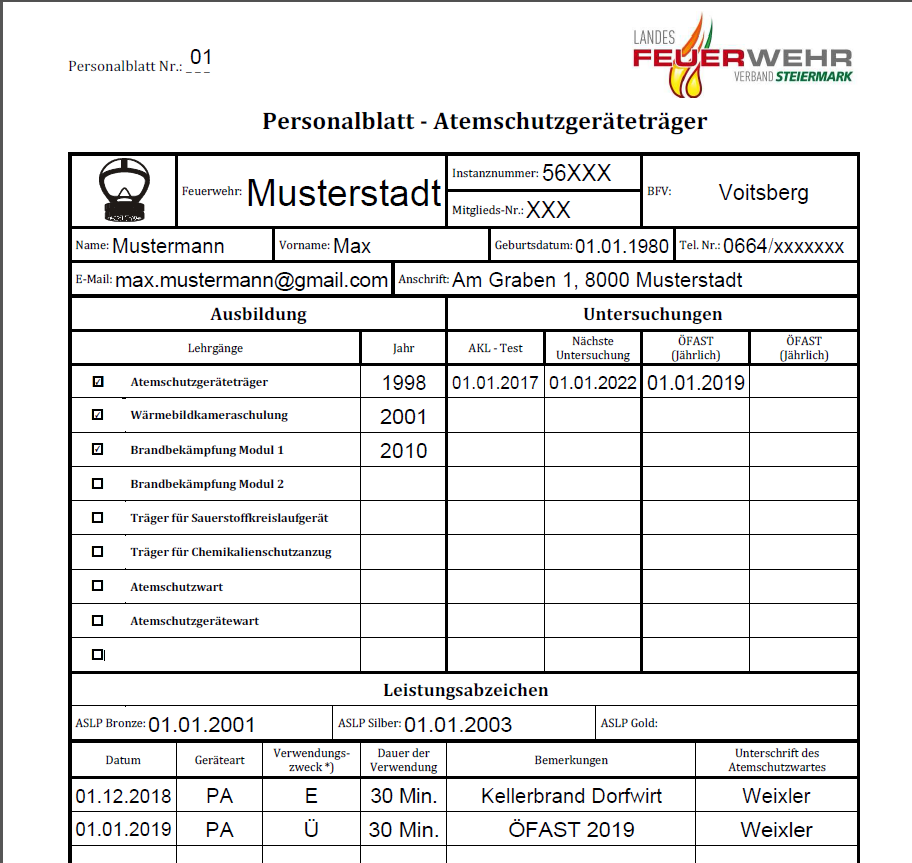 Personalblatt Nr.: 01
LANDES
FEUERWEHR
VERBAND STEIERMARK
Personalblatt - Atemschutzgeräteträger
Feuerwehr: Musterstadt
Instanznummer: 56XXX
Mitglieds-Nr.: XXX
BFV: Voitsberg
Name: Mustermann Vorname: Max Geburtsdatum: 01.01.1980 Tel. Nr.: 0664/xxxxxxx
E-Mail: max.mustermann@gmail.com Anschrift: Am Graben 1, 8000 Musterstadt
Ausbildung Untersuchungen
Lehrgänge Jahr AKL - Test Nächste Untersuchung ÖFAST (Jährlich) ÖFAST (Jährlich)
Atemschutzgeräteträger 1998 01.01.2017 01.01.2022 01.01.2019
Wärmebildkameraschulung 2001
Brandbekämpfung Modul 1 2010
Brandbekämpfung Modul 2
Träger für Sauerstoffkreislaufgerät
Träger für Chemikalienschutzanzug
Atemschutzwart
Atemschutzgerätewart
Leistungsabzeichen
ASLP Bronze: 01.01.2001 ASLP Silber: 01.01.2003 ASLP Gold:
Datum Geräteart Verwendungs-zweck *) Dauer der Verwendung Bemerkungen Unterschrift des Atemschutzwartes
01.12.2018 PA E 30 Min. Kellerbrand Dorfwirt Weixler
01.01.2019 PA Ü 30 Min. ÖFAST 2019 Weixler